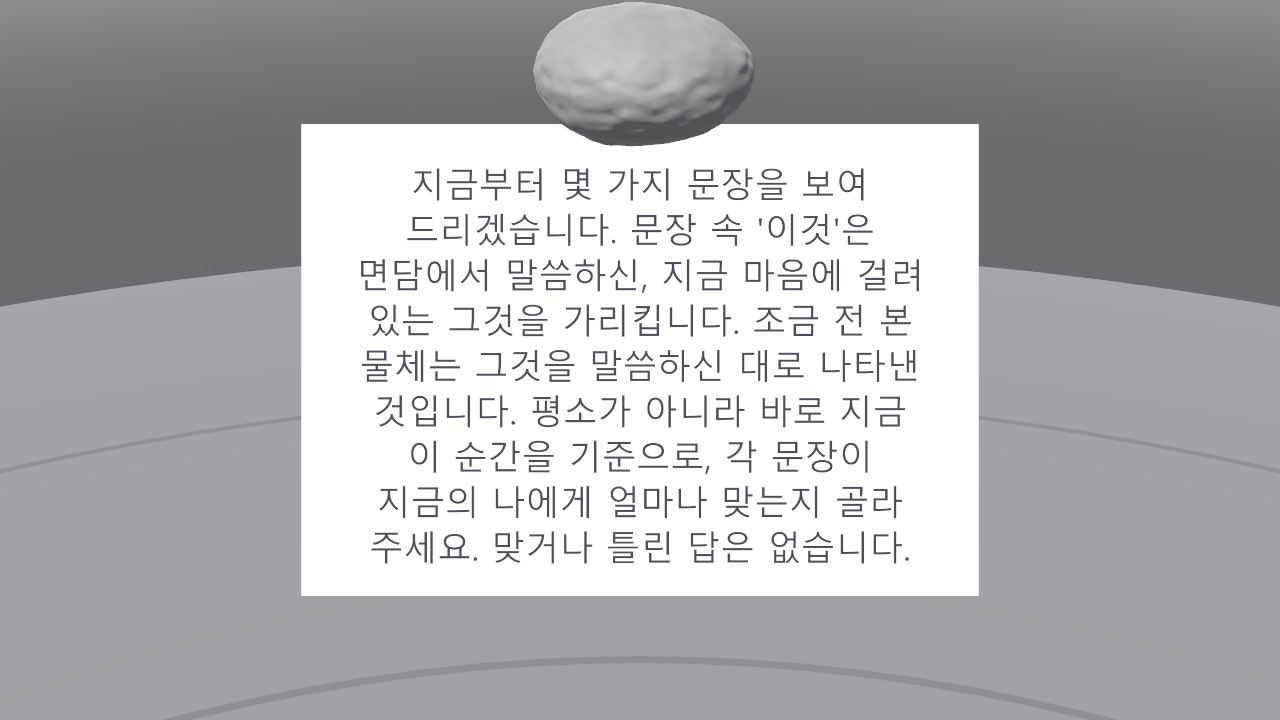 지금부터 몇 가지 문장을 보여
드리겠습니다. 문장 속 '이것'은
면담에서 말씀하신, 지금 마음에 걸려
있는 그것을 가리킵니다. 조금 전 본
물체는 그것을 말씀하신 대로 나타낸
것입니다. 평소가 아니라 바로 지금
이 순간을 기준으로, 각 문장이
지금의 나에게 얼마나 맞는지 골라
주세요. 맞거나 틀린 답은 없습니다.